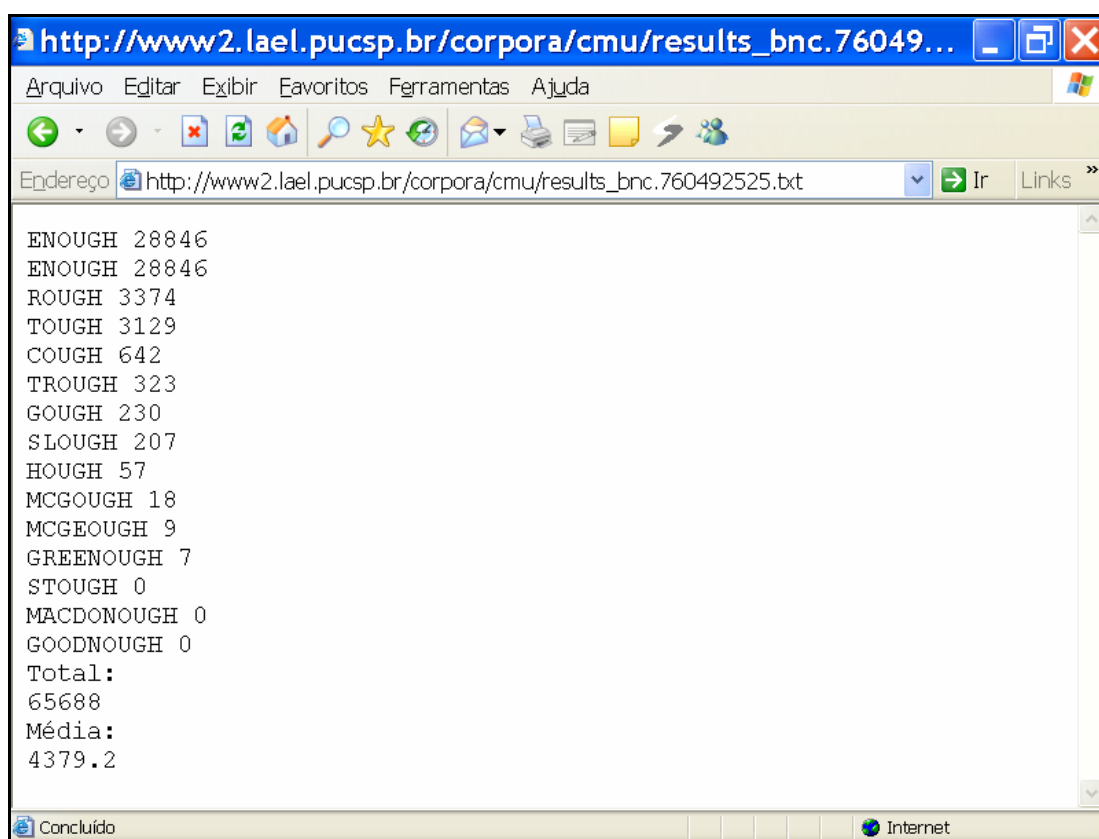 http://www2.lael.pucsp.br/corpora/cmu/results_bnc.76049...
Arquivo Editar Exibir Favoritos Ferramentas Ajuda
Endereço http://www2.lael.pucsp.br/corpora/cmu/results_bnc.760492525.txt Ir Links »
ENOUGH 28846
ENOUGH 28846
ROUGH 3374
TOUGH 3129
COUGH 642
TROUGH 323
GOUGH 230
SLOUGH 207
HOUGH 57
MCGOUGH 18
MCGEOUGH 9
GREENOUGH 7
STOUGH 0
MACDONOUGH 0
GOODNOUGH 0
Total:
65688
Média:
4379.2
Concluído Internet